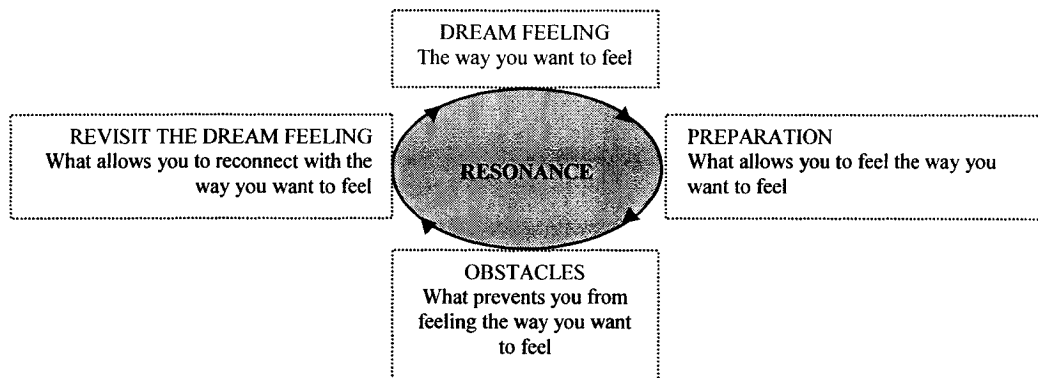 DREAM FEELING
The way you want to feel
REVISIT THE DREAM FEELING
What allows you to reconnect with the
way you want to feel
RESONANCE
PREPARATION
What allows you to feel the way you
want to feel
OBSTACLES
What prevents you from
feeling the way you want
to feel